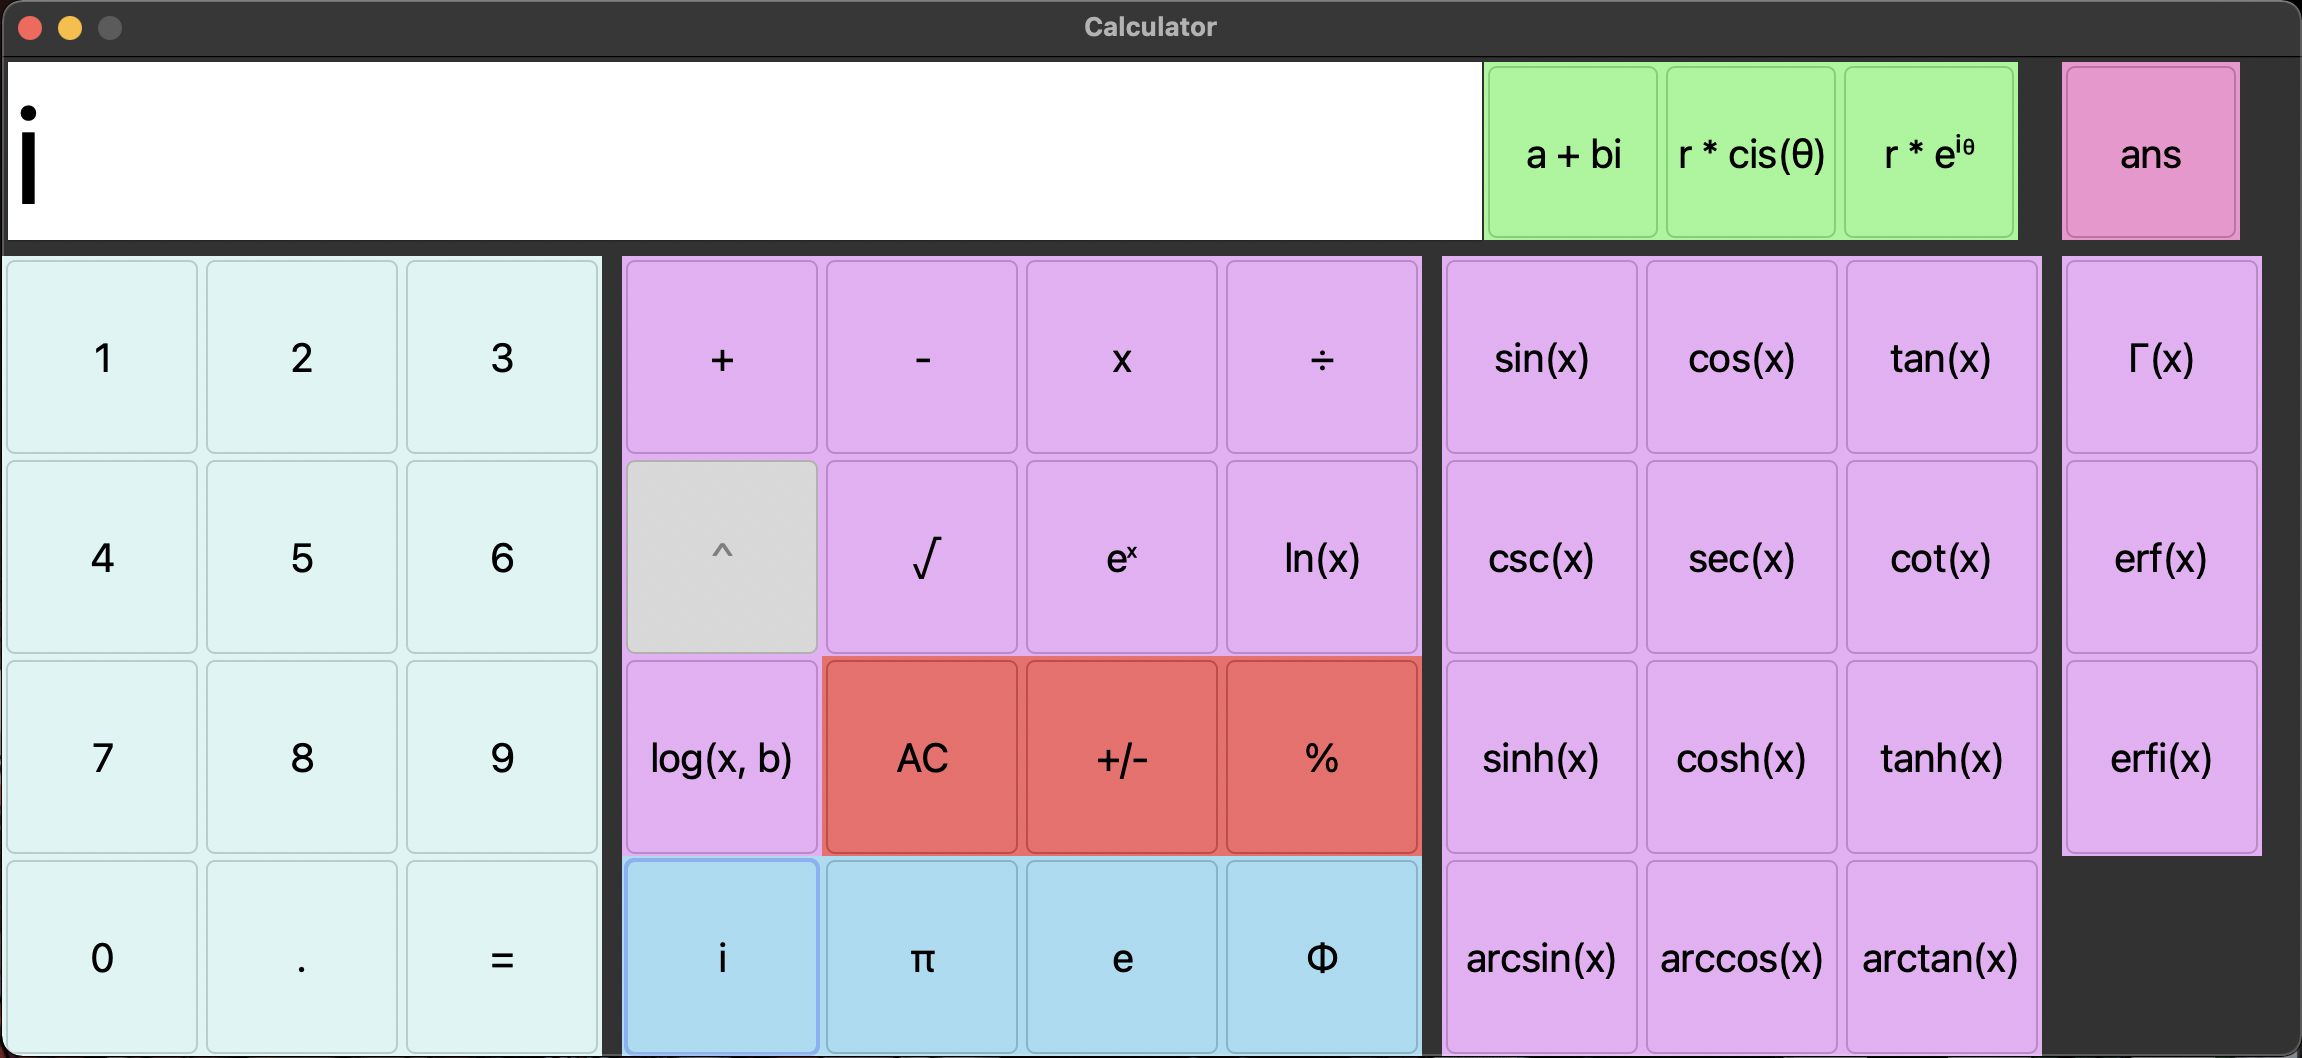 Calculator
i
a + bi
r * cis(θ)
r * e^iθ
ans
1 2 3
+ - x ÷
sin(x) cos(x) tan(x)
Γ(x)
4 5 6
^ √ e^x ln(x)
csc(x) sec(x) cot(x)
erf(x)
7 8 9
log(x, b) AC +/- %
sinh(x) cosh(x) tanh(x)
erfi(x)
0 . =
i π e Φ
arcsin(x) arccos(x) arctan(x)